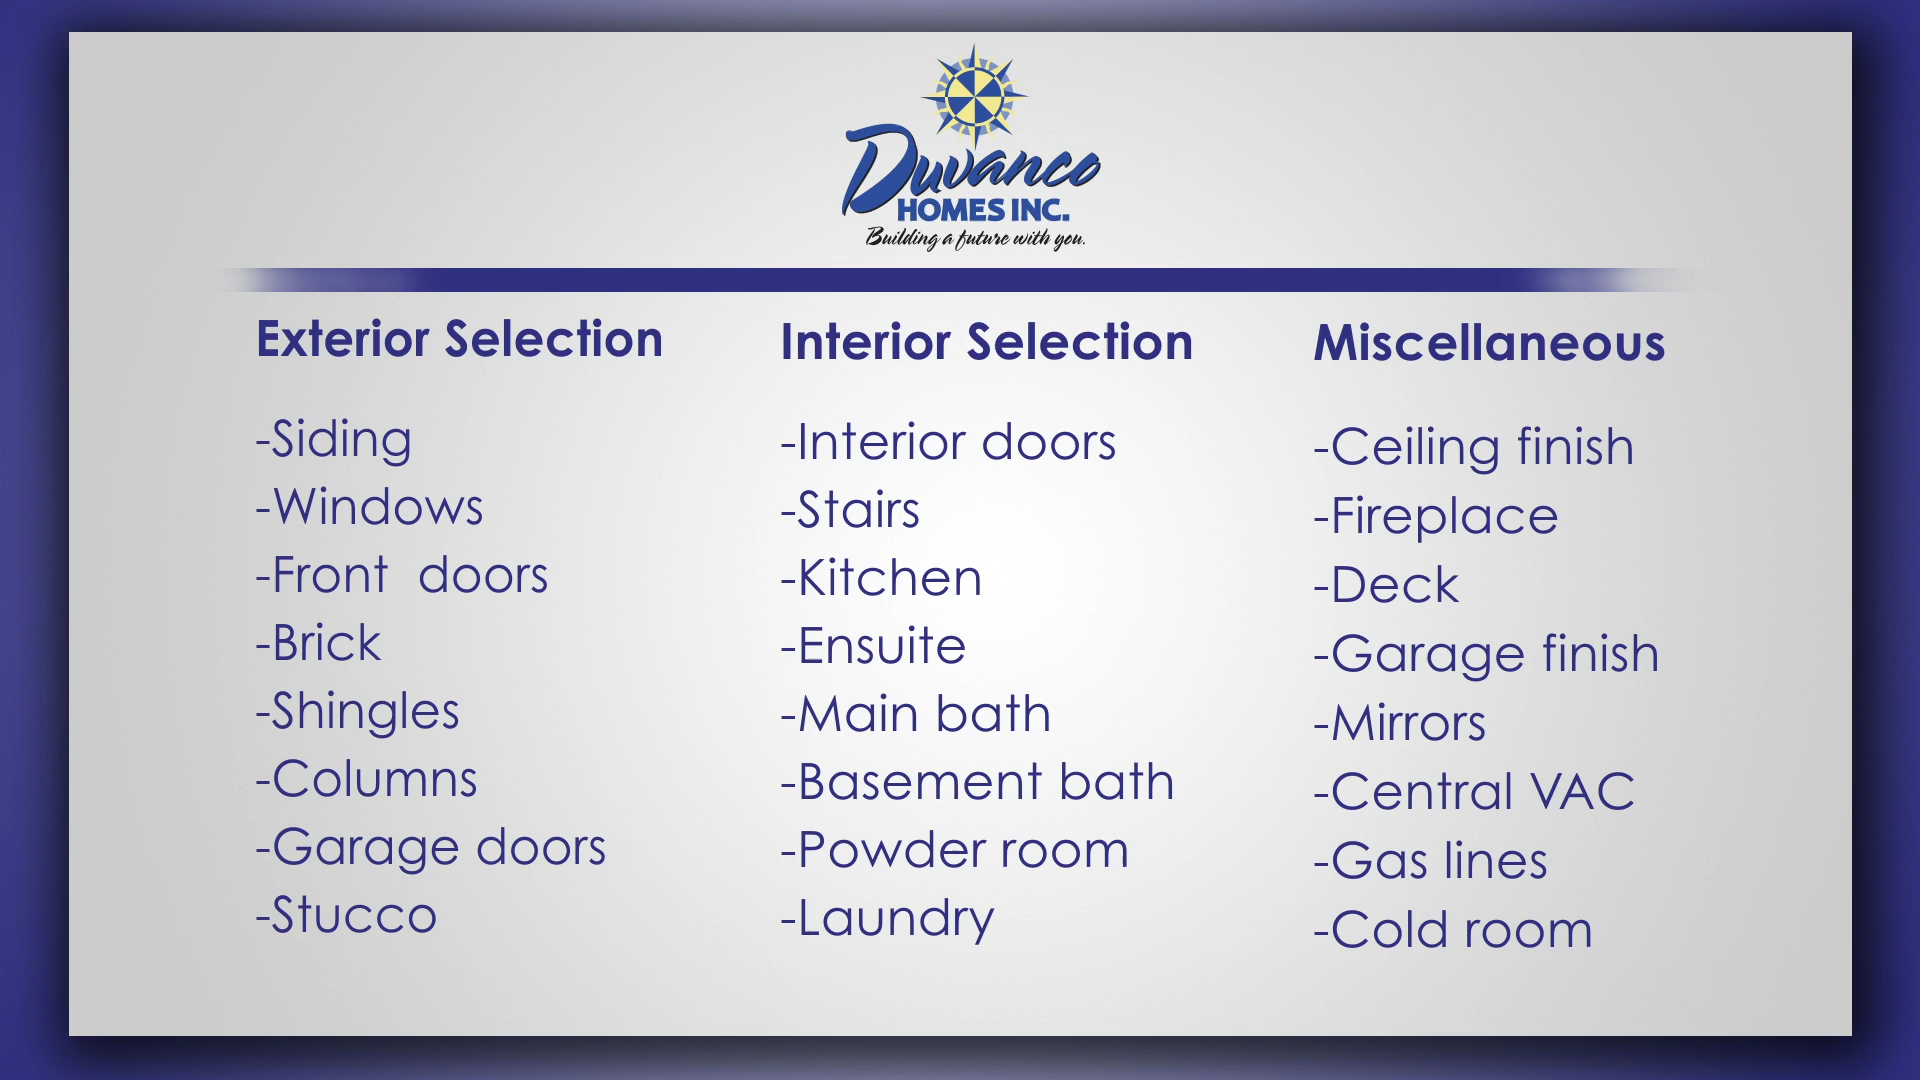 Duvanco
HOMES INC.
Building a future with you.
Exterior Selection
-Siding
-Windows
-Front  doors
-Brick
-Shingles
-Columns
-Garage doors
-Stucco
Interior Selection
-Interior doors
-Stairs
-Kitchen
-Ensuite
-Main bath
-Basement bath
-Powder room
-Laundry
Miscellaneous
-Ceiling finish
-Fireplace
-Deck
-Garage finish
-Mirrors
-Central VAC
-Gas lines
-Cold room